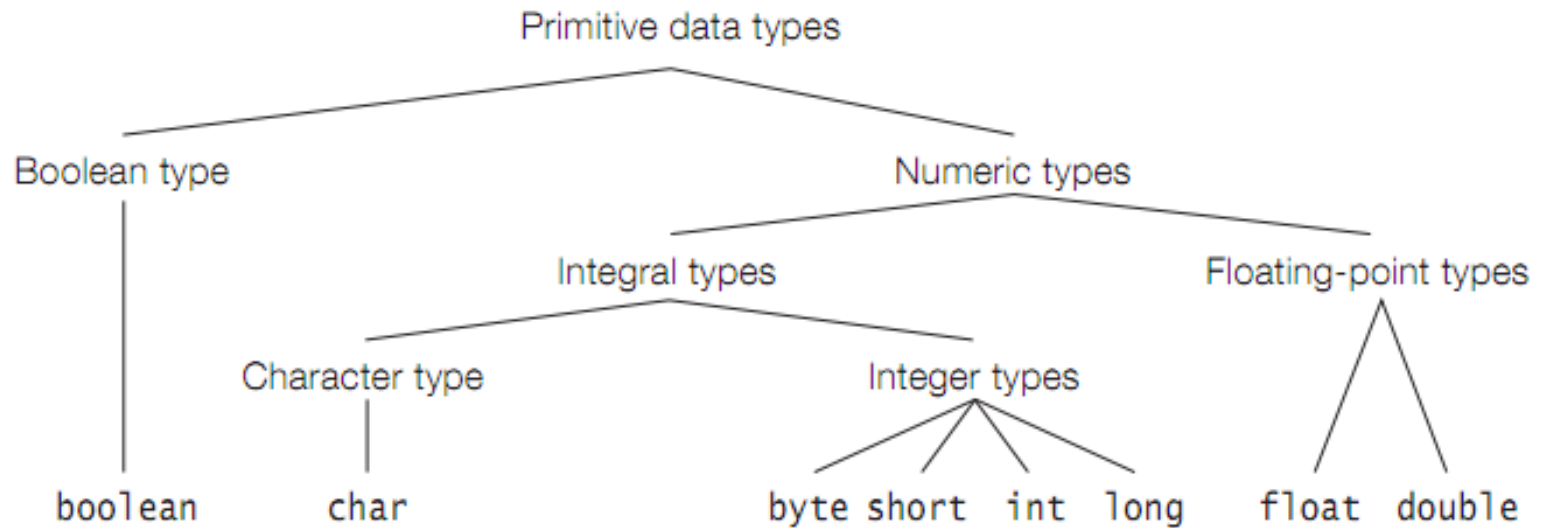 Primitive data types
Boolean type Numeric types
Integral types Floating-point types
Character type Integer types
boolean char byte short int long float double